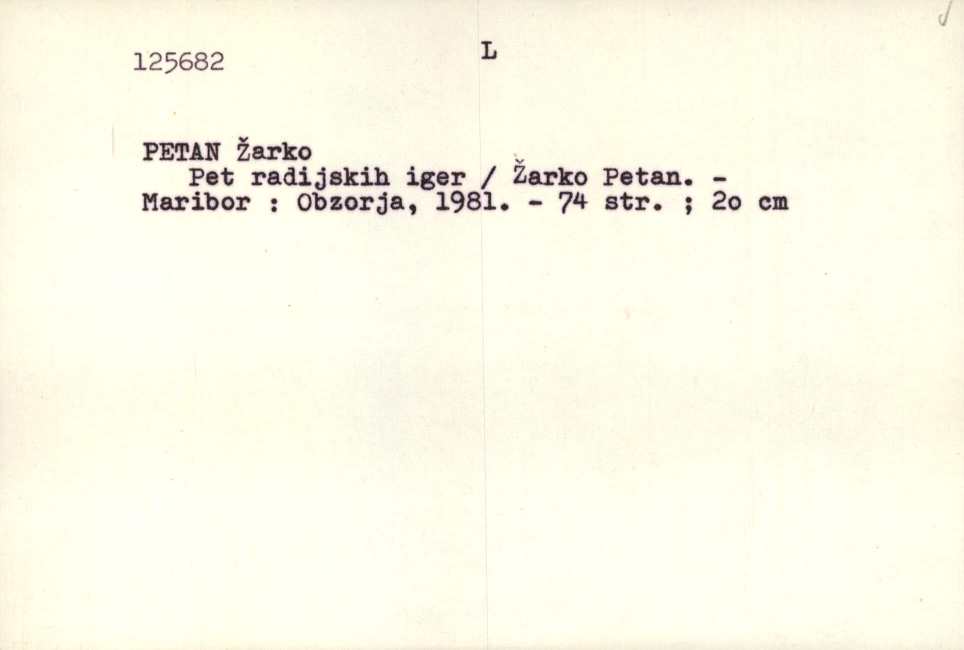 125682
L
PETAN Žarko
Pet radijskih iger / Žarko Petan. -
Maribor : Obzorja, 1981. - 74 str. ; 2o cm